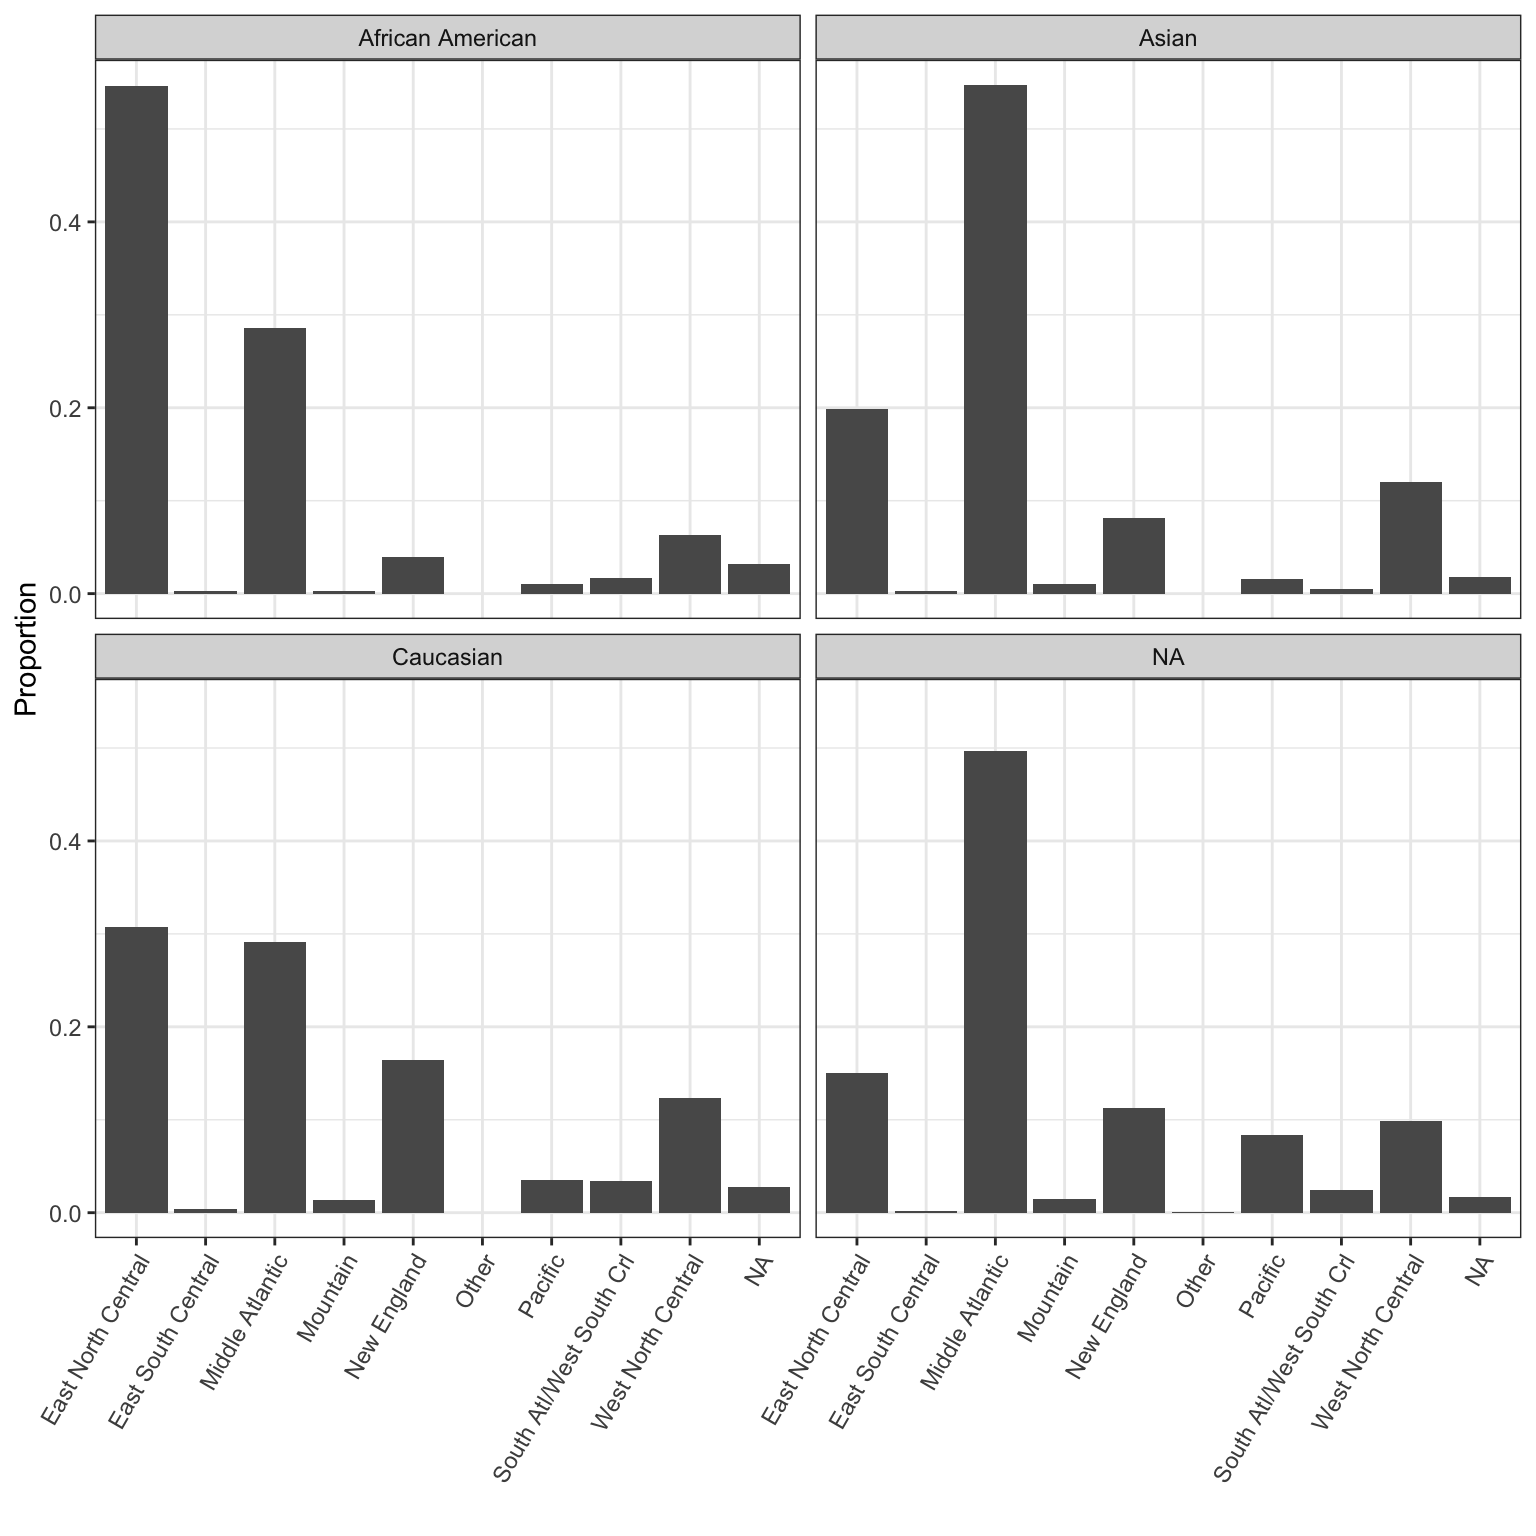 African American
Asian
0.4
0.2
0.0
Caucasian
NA
0.4
0.2
0.0
Proportion
East North Central
East South Central
Middle Atlantic
Mountain
New England
Other
Pacific
South Atl/West South Crl
West North Central
NA
East North Central
East South Central
Middle Atlantic
Mountain
New England
Other
Pacific
South Atl/West South Crl
West North Central
NA